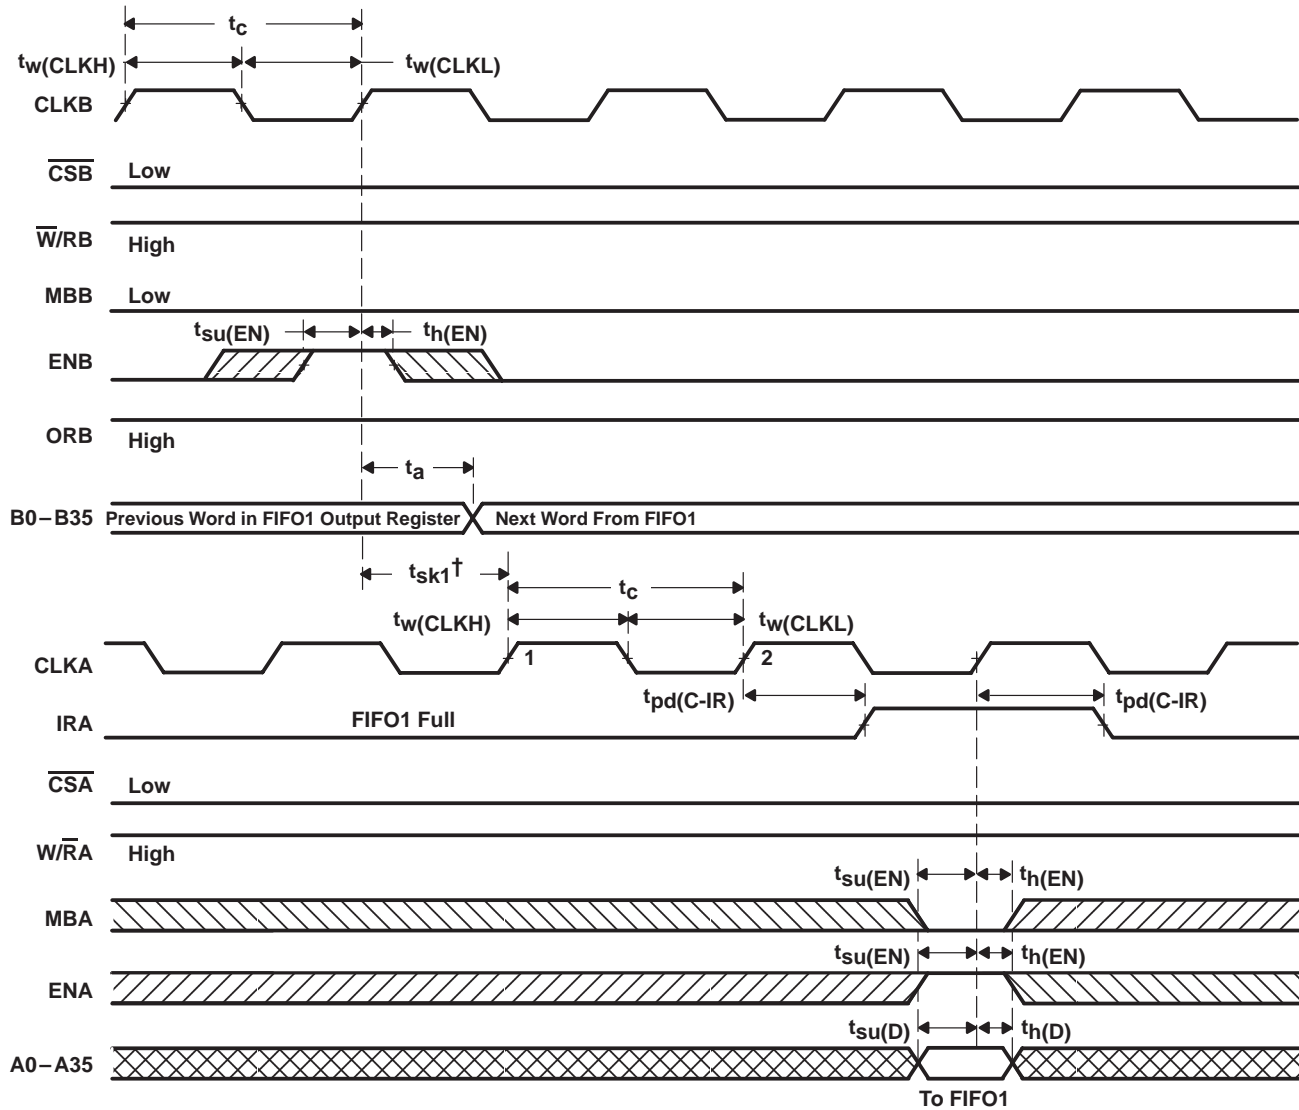 tc
tw(CLKH) tw(CLKL)
CLKB
CSB Low
W/RB High
MBB Low
tsu(EN) th(EN)
ENB
ORB High
ta
B0–B35 Previous Word in FIFO1 Output Register Next Word From FIFO1
tsk1†
tc
tw(CLKH) tw(CLKL)
CLKA 1 2
tpd(C-IR) tpd(C-IR)
IRA FIFO1 Full
CSA Low
W/RA High
tsu(EN) th(EN)
MBA
tsu(EN) th(EN)
ENA
tsu(D) th(D)
A0–A35
To FIFO1